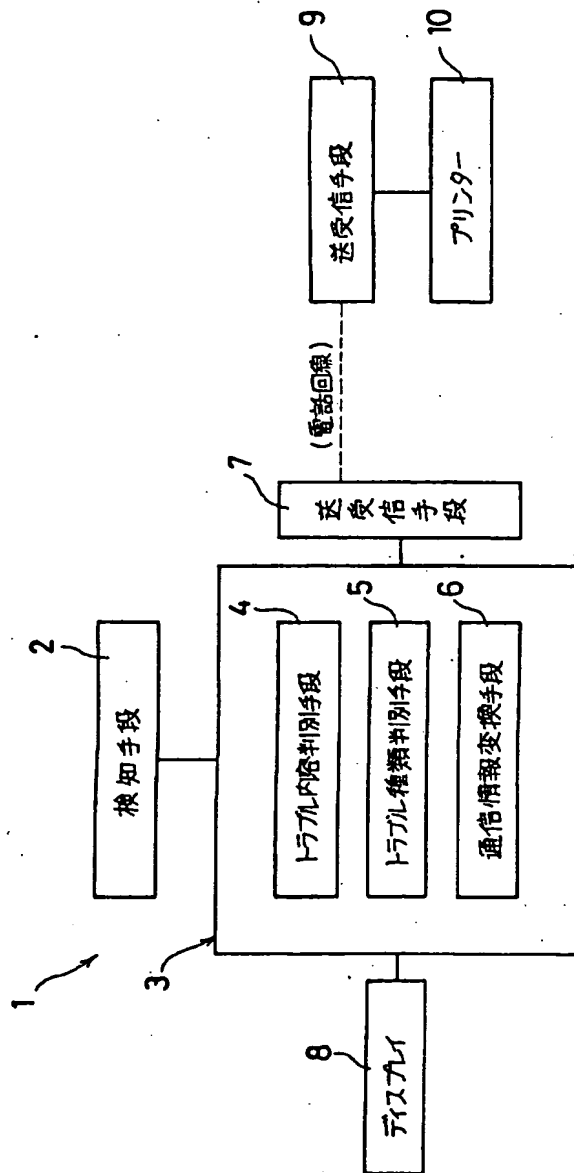 1
2
検知手段
3
4
トラブル内容判別手段
5
トラブル種類判別手段
6
通信情報変換手段
7
送受信手段
8
ディスプレイ
(電話回線)
9
送受信手段
10
プリンター